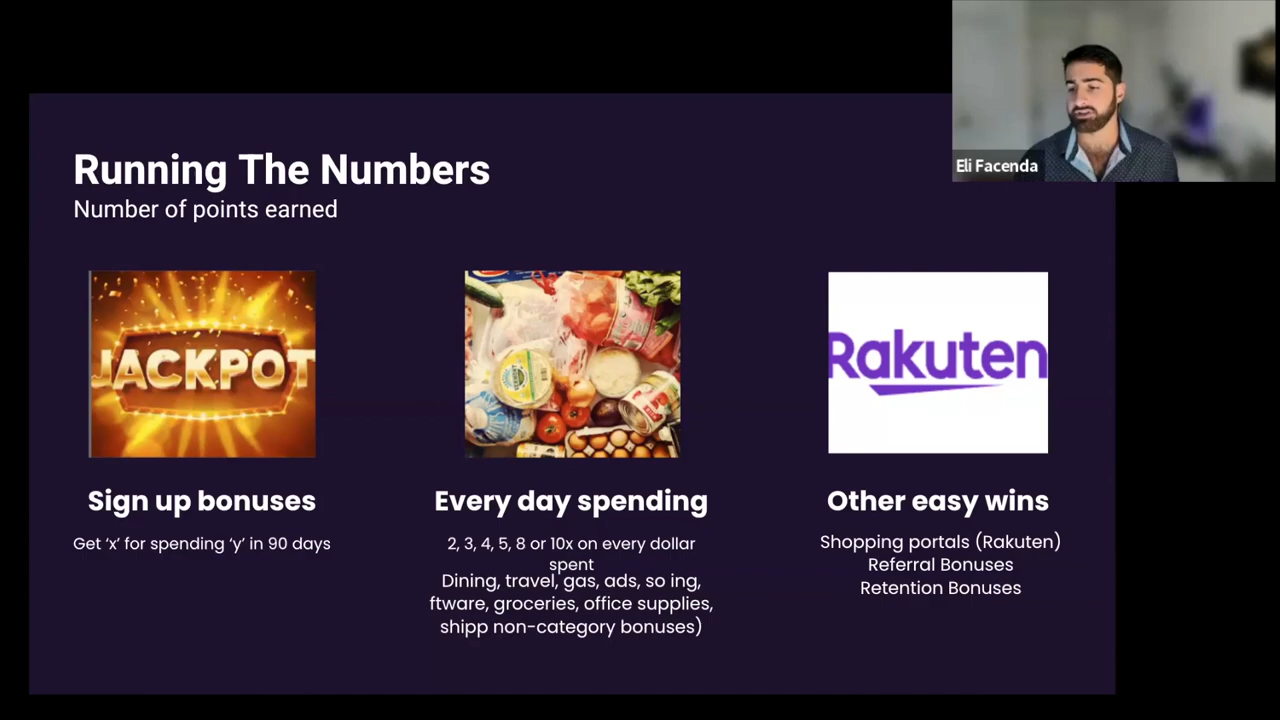 Eli Facenda
Running The Numbers
Number of points earned
JACKPOT
Rakuten
Sign up bonuses
Get ‘x’ for spending ‘y’ in 90 days
Every day spending
2, 3, 4, 5, 8 or 10x on every dollar
spent
Dining, travel, gas, ads, so ing,
ftware, groceries, office supplies,
shipp non-category bonuses)
Other easy wins
Shopping portals (Rakuten)
Referral Bonuses
Retention Bonuses